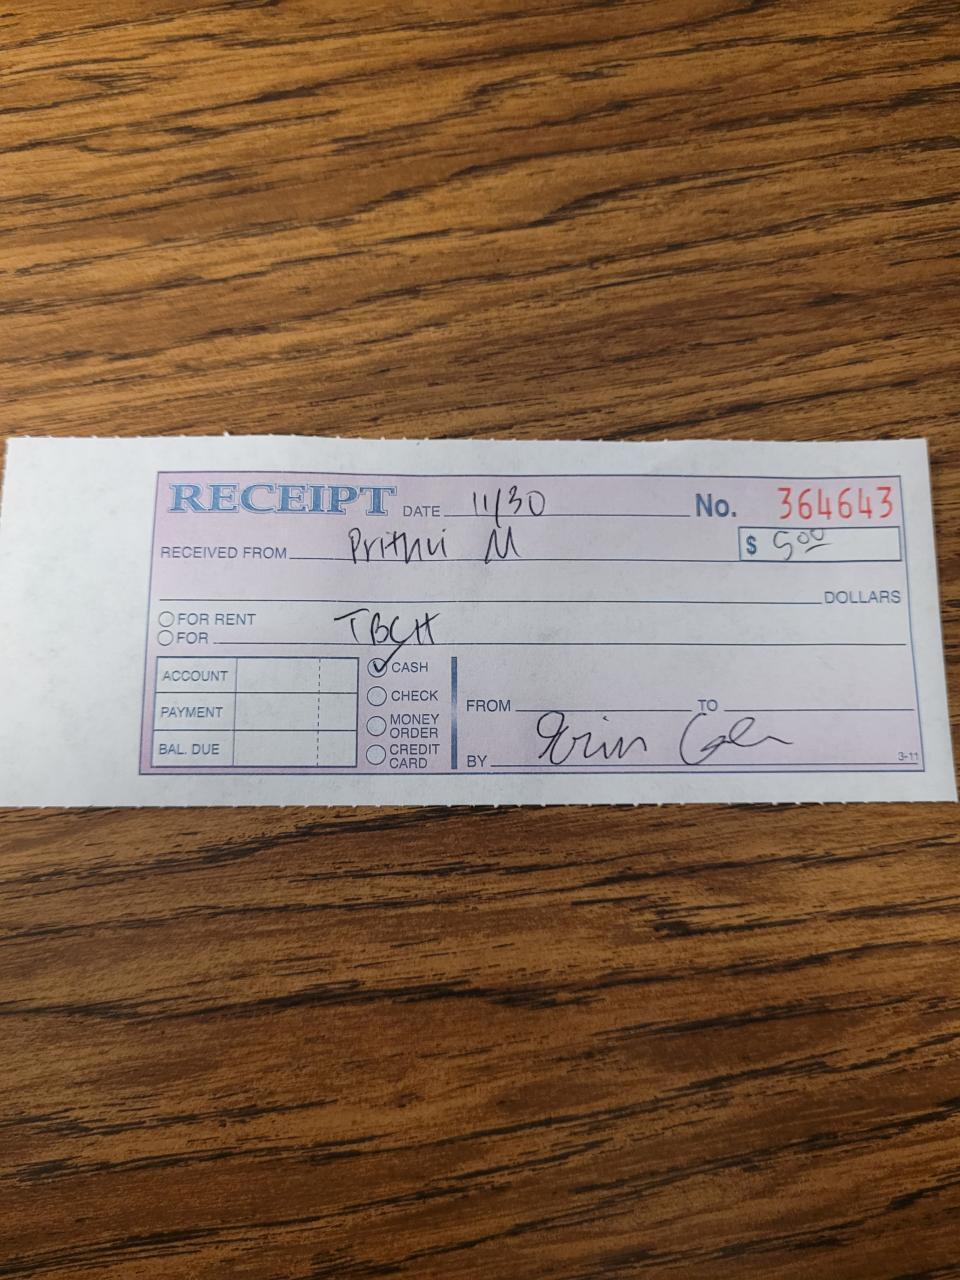 RECEIPT DATE 11/30 No. 364643
RECEIVED FROM Prithvi M $ 5.00
DOLLARS
FOR RENT
FOR TBCH
ACCOUNT
PAYMENT
BAL. DUE
CASH
CHECK
MONEY
ORDER
CREDIT
CARD
FROM TO
BY Erin
3-11